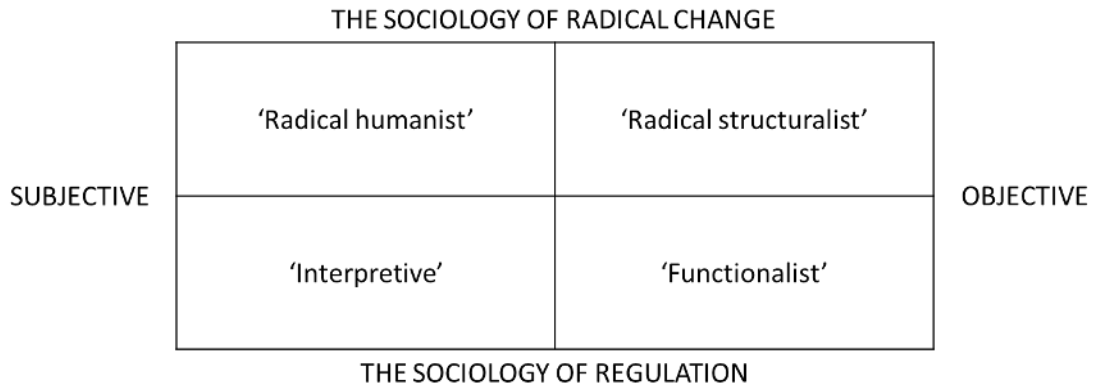 THE SOCIOLOGY OF RADICAL CHANGE
‘Radical humanist’ ‘Radical structuralist’
SUBJECTIVE OBJECTIVE
‘Interpretive’ ‘Functionalist’
THE SOCIOLOGY OF REGULATION